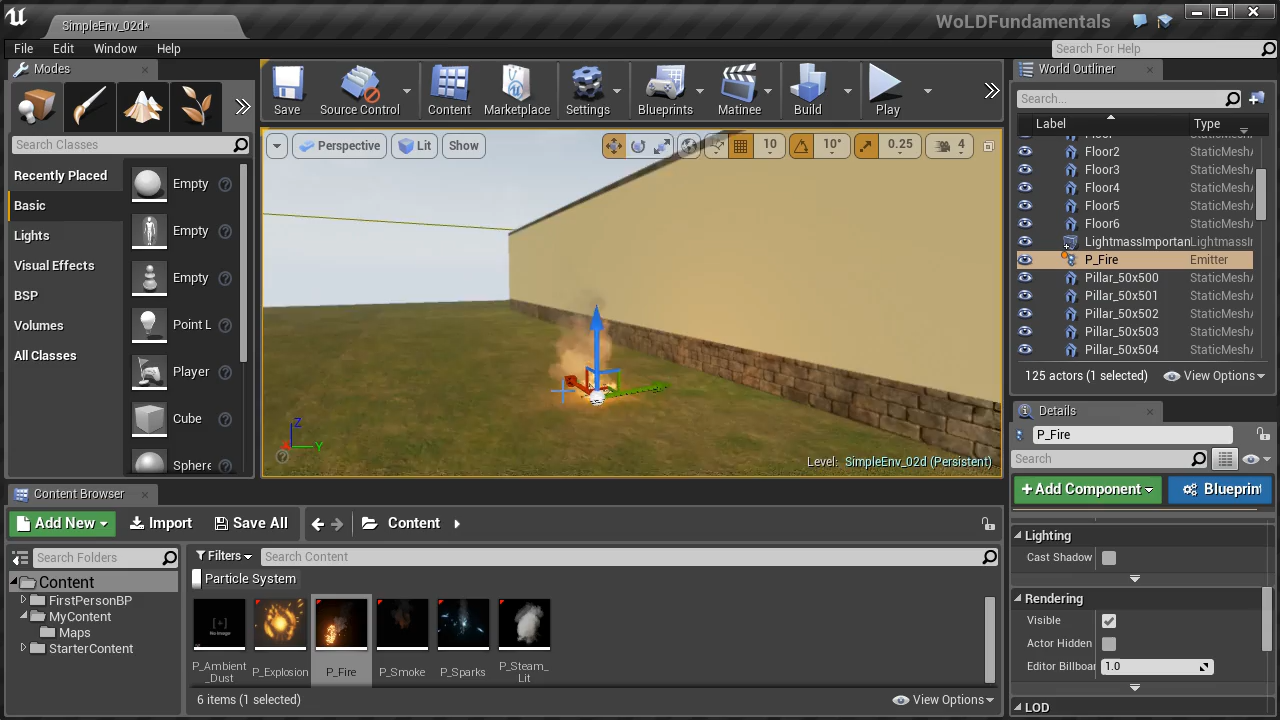 SimpleEnv_02d*
WoLDFundamentals
File Edit Window Help
Search For Help
Modes
Search Classes
Recently Placed
Basic
Lights
Visual Effects
BSP
Volumes
All Classes
Empty
Empty
Empty
Point L
Player
Cube
Sphere
Save
Source Control
Content
Marketplace
Settings
Blueprints
Matinee
Build
Play
Perspective
Lit
Show
10
10°
0.25
4
Z
Y
Level: SimpleEnv_02d (Persistent)
World Outliner
Search...
Label Type
Floor2 StaticMesh
Floor3 StaticMesh
Floor4 StaticMesh
Floor5 StaticMesh
Floor6 StaticMesh
LightmassImportan LightmassI
P_Fire Emitter
Pillar_50x500 StaticMesh
Pillar_50x501 StaticMesh
Pillar_50x502 StaticMesh
Pillar_50x503 StaticMesh
Pillar_50x504 StaticMesh
125 actors (1 selected) View Options
Details
P_Fire
Search
+Add Component
Blueprint
Lighting
Cast Shadow
Rendering
Visible
Actor Hidden
Editor Billboar 1.0
LOD
Content Browser
Add New Import Save All Content
Search Folders
Content
FirstPersonBP
MyContent
Maps
StarterContent
Filters
Search Content
Particle System
P_Ambient_Dust
P_Explosion
P_Fire
P_Smoke
P_Sparks
P_Steam_Lit
6 items (1 selected) View Options